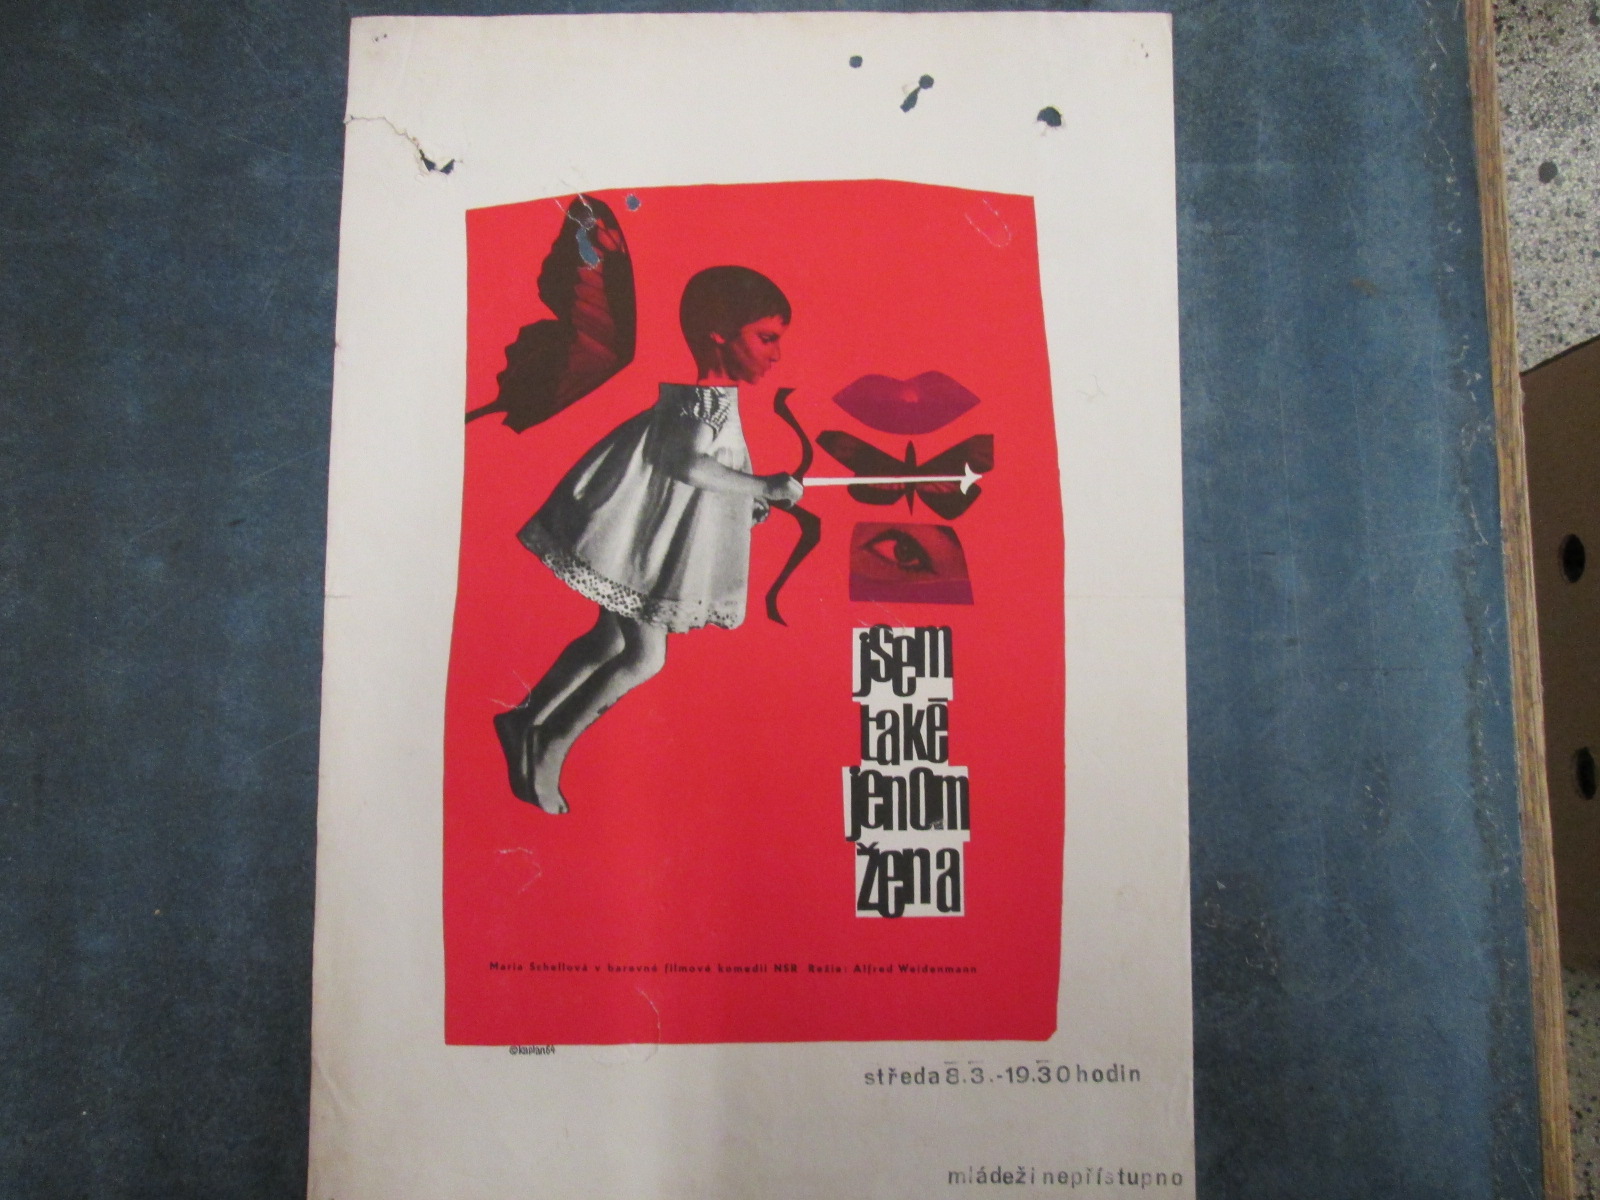 jsem
také
jenom
žena
Maria Schellová v barevné filmové komedii NSR Režie: Alfred Weidenmann
©kaplan64
středa 8.3.-19.30 hodin
mládeži nepřístupno